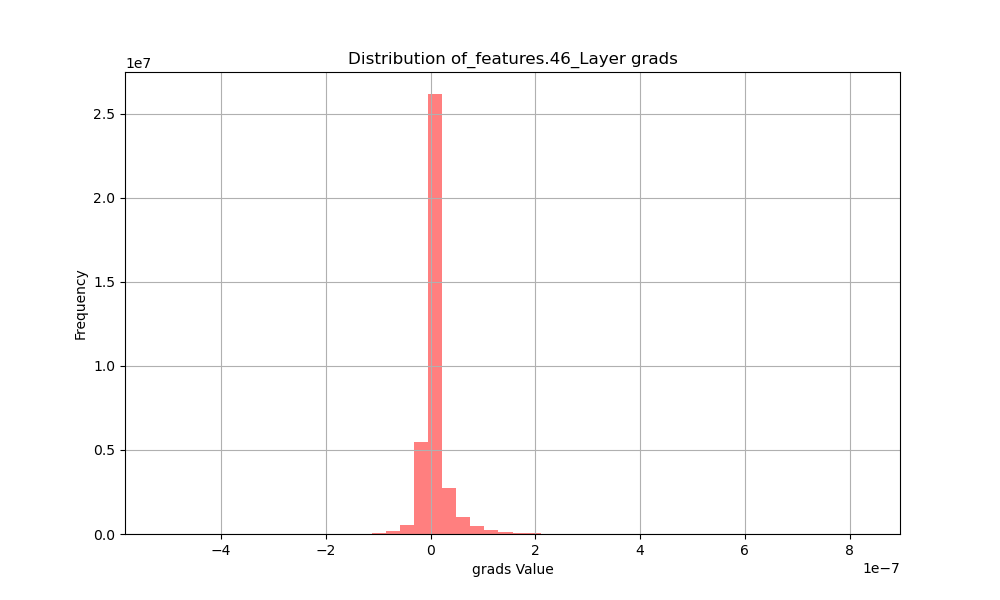 Distribution of_features.46_Layer grads
1e7
2.5
2.0
1.5
1.0
0.5
0.0
Frequency
−4 −2 0 2 4 6 8
grads Value
1e−7